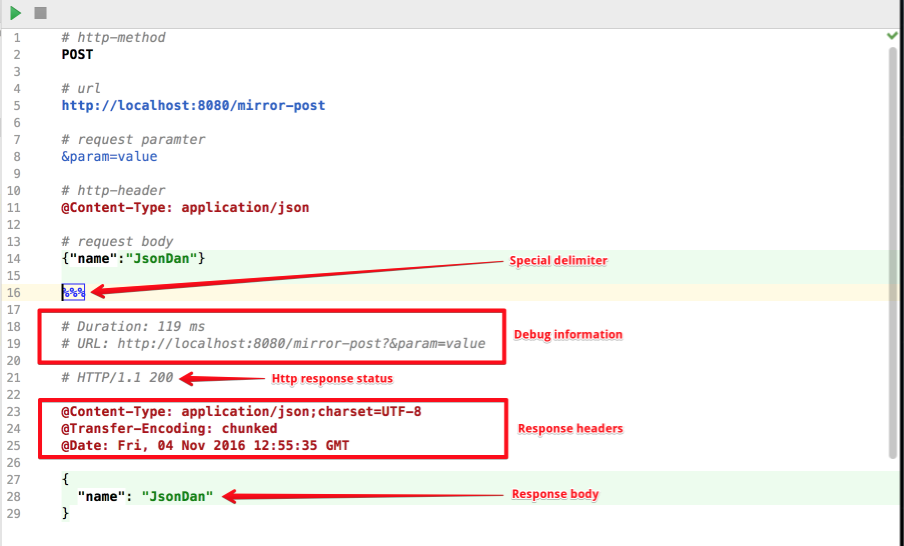 1 # http-method
2 POST
3
4 # url
5 http://localhost:8080/mirror-post
6
7 # request paramter
8 &param=value
9
10 # http-header
11 @Content-Type: application/json
12
13 # request body
14 {"name":"JsonDan"}
Special delimiter
15
16 %%%
17
18 # Duration: 119 ms
Debug information
19 # URL: http://localhost:8080/mirror-post?&param=value
20
21 # HTTP/1.1 200
Http response status
22
23 @Content-Type: application/json;charset=UTF-8
24 @Transfer-Encoding: chunked
Response headers
25 @Date: Fri, 04 Nov 2016 12:55:35 GMT
26
27 {
28 "name": "JsonDan"
Response body
29 }